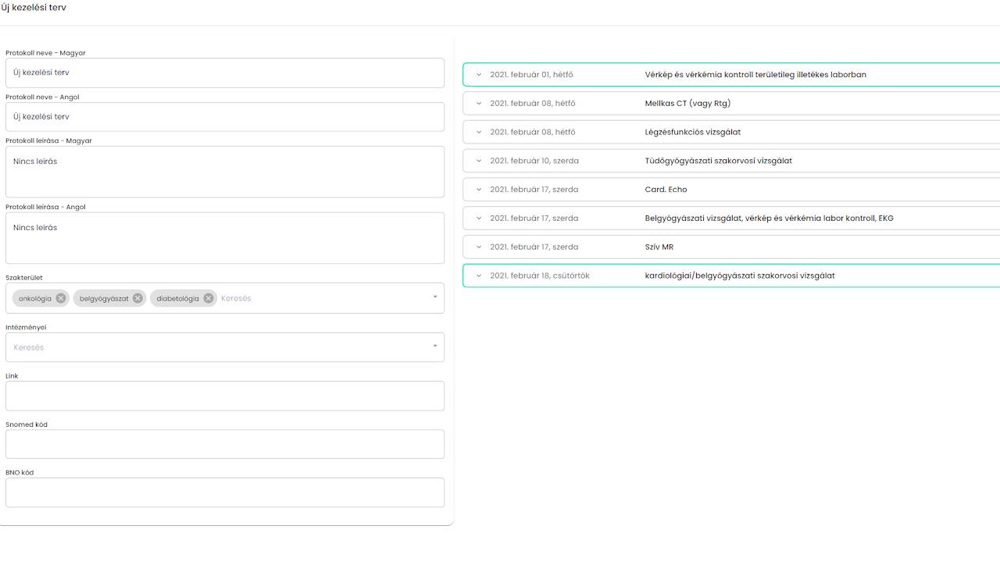 Új kezelési terv
Protokoll neve - Magyar
Új kezelési terv
Protokoll neve - Angol
Új kezelési terv
Protokoll leírása - Magyar
Nincs leírás
Protokoll leírása - Angol
Nincs leírás
Szakterület
onkológia belgyógyászat diabetológia Keresés
Intézményei
Keresés
Link
Snomed kód
BNO kód
2021. február 01, hétfő Vérkép és vérkémia kontroll területileg illetékes laborban
2021. február 08, hétfő Mellkas CT (vagy Rtg)
2021. február 08, hétfő Légzésfunkciós vizsgálat
2021. február 10, szerda Tüdőgyógyászati szakorvosi vizsgálat
2021. február 17, szerda Card. Echo
2021. február 17, szerda Belgyógyászati vizsgálat, vérkép és vérkémia labor kontroll, EKG
2021. február 17, szerda Szív MR
2021. február 18, csütörtök kardiológiai/belgyógyászati szakorvosi vizsgálat